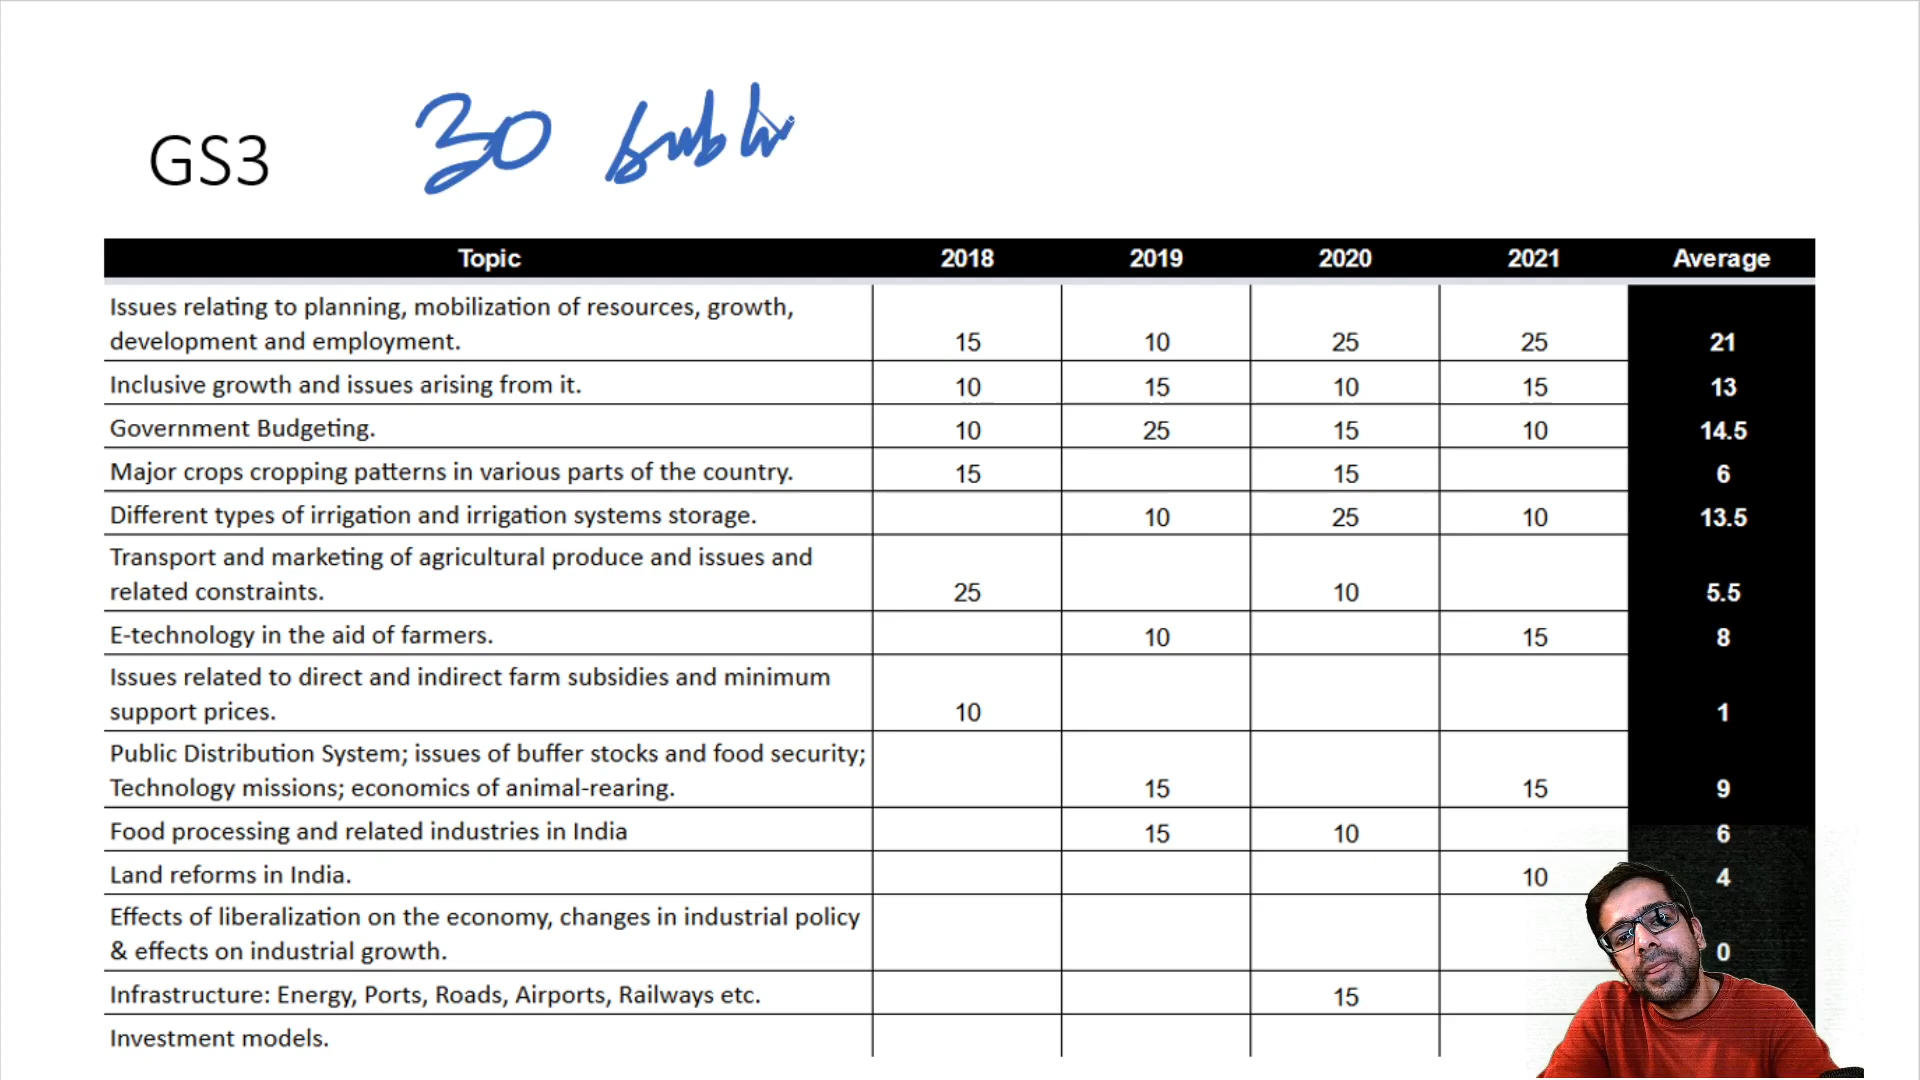 GS3 30 sub
Topic 2018 2019 2020 2021 Average
Issues relating to planning, mobilization of resources, growth,
development and employment. 15 10 25 25 21
Inclusive growth and issues arising from it. 10 15 10 15 13
Government Budgeting. 10 25 15 10 14.5
Major crops cropping patterns in various parts of the country. 15 15 6
Different types of irrigation and irrigation systems storage. 10 25 10 13.5
Transport and marketing of agricultural produce and issues and
related constraints. 25 10 5.5
E-technology in the aid of farmers. 10 15 8
Issues related to direct and indirect farm subsidies and minimum
support prices. 10 1
Public Distribution System; issues of buffer stocks and food security;
Technology missions; economics of animal-rearing. 15 15 9
Food processing and related industries in India 15 10 6
Land reforms in India. 10 4
Effects of liberalization on the economy, changes in industrial policy
& effects on industrial growth. 0
Infrastructure: Energy, Ports, Roads, Airports, Railways etc. 15
Investment models.